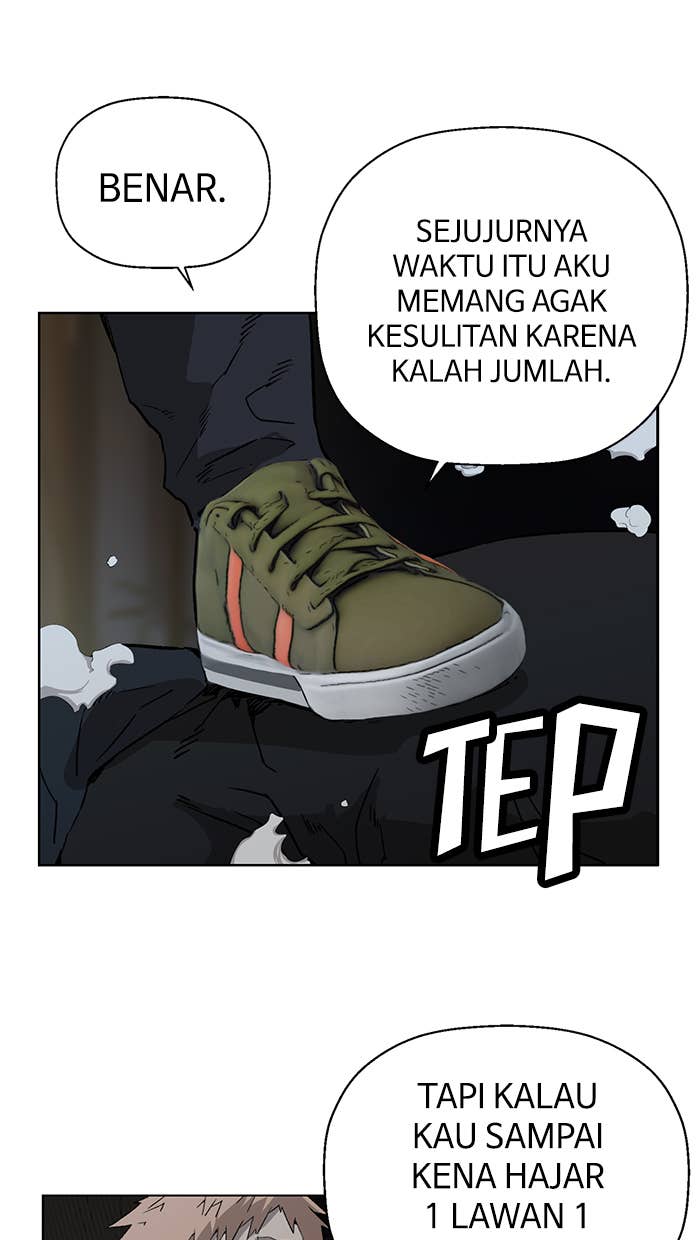 BENAR.
SEJUJURNYA
WAKTU ITU AKU
MEMANG AGAK
KESULITAN KARENA
KALAH JUMLAH.
TEP
TAPI KALAU
KAU SAMPAI
KENA HAJAR
1 LAWAN 1